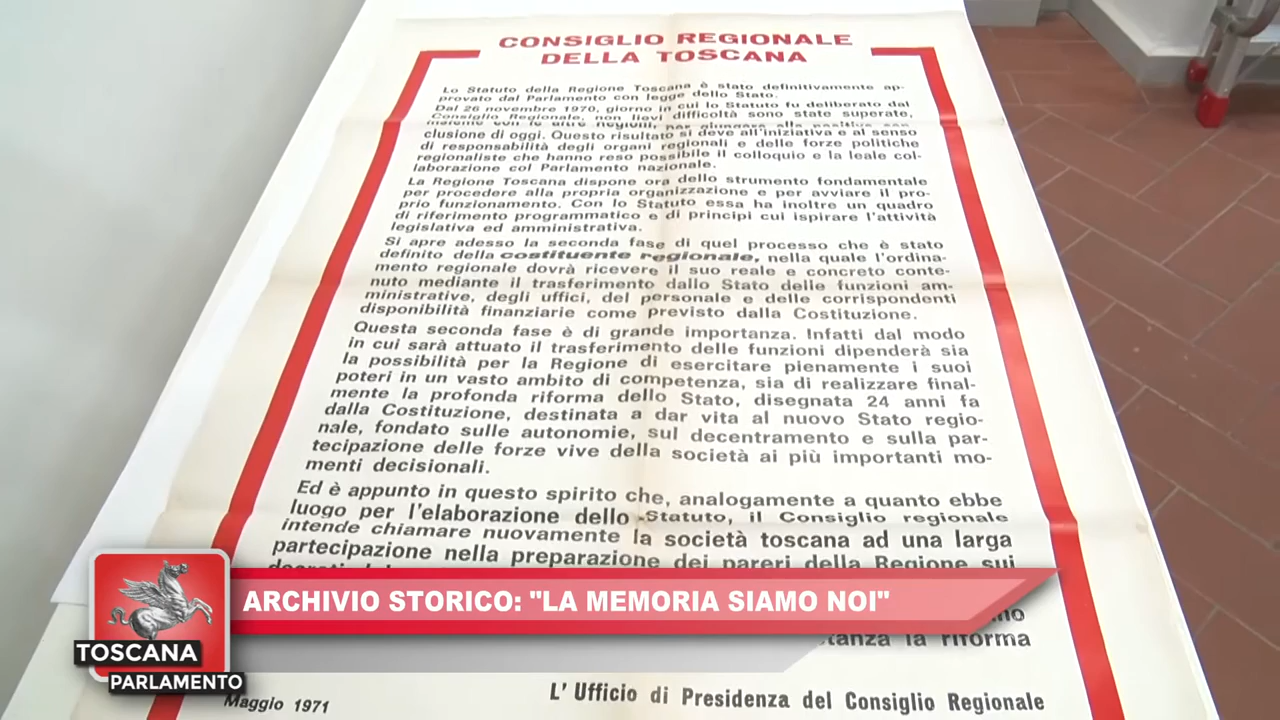 CONSIGLIO REGIONALE
DELLA TOSCANA
Lo Statuto della Regione Toscana è stato definitivamente ap-
provato dal Parlamento con legge dello Stato.
Dal 26 novembre 1970, giorno in cui lo Statuto fu deliberato dal
Consiglio Regionale, non lievi difficoltà sono state superate,
insieme con le altre regioni, per giungere alla positiva con-
clusione di oggi. Questo risultato si deve all'iniziativa e al senso
di responsabilità degli organi regionali e delle forze politiche
regionaliste che hanno reso possibile il colloquio e la leale col-
laborazione col Parlamento nazionale.
La Regione Toscana dispone ora dello strumento fondamentale
per procedere alla propria organizzazione e per avviare il pro-
prio funzionamento. Con lo Statuto essa ha inoltre un quadro
di riferimento programmatico e di principi cui ispirare l'attività
legislativa ed amministrativa.
Si apre adesso la seconda fase di quel processo che è stato
definito della costituente regionale, nella quale l'ordina-
mento regionale dovrà ricevere il suo reale e concreto conte-
nuto mediante il trasferimento dallo Stato delle funzioni am-
ministrative, degli uffici, del personale e delle corrispondenti
disponibilità finanziarie come previsto dalla Costituzione.
Questa seconda fase è di grande importanza. Infatti dal modo
in cui sarà attuato il trasferimento delle funzioni dipenderà sia
la possibilità per la Regione di esercitare pienamente i suoi
poteri in un vasto ambito di competenza, sia di realizzare final-
mente la profonda riforma dello Stato, disegnata 24 anni fa
dalla Costituzione, destinata a dar vita al nuovo Stato regio-
nale, fondato sulle autonomie, sul decentramento e sulla par-
tecipazione delle forze vive della società ai più importanti mo-
menti decisionali.
Ed è appunto in questo spirito che, analogamente a quanto ebbe
luogo per l'elaborazione dello Statuto, il Consiglio regionale
intende chiamare nuovamente la società toscana ad una larga
partecipazione nella preparazione dei pareri della Regione sui
ARCHIVIO STORICO: "LA MEMORIA SIAMO NOI"
la riforma
TOSCANA
PARLAMENTO
Maggio 1971
L'Ufficio di Presidenza del Consiglio Regionale